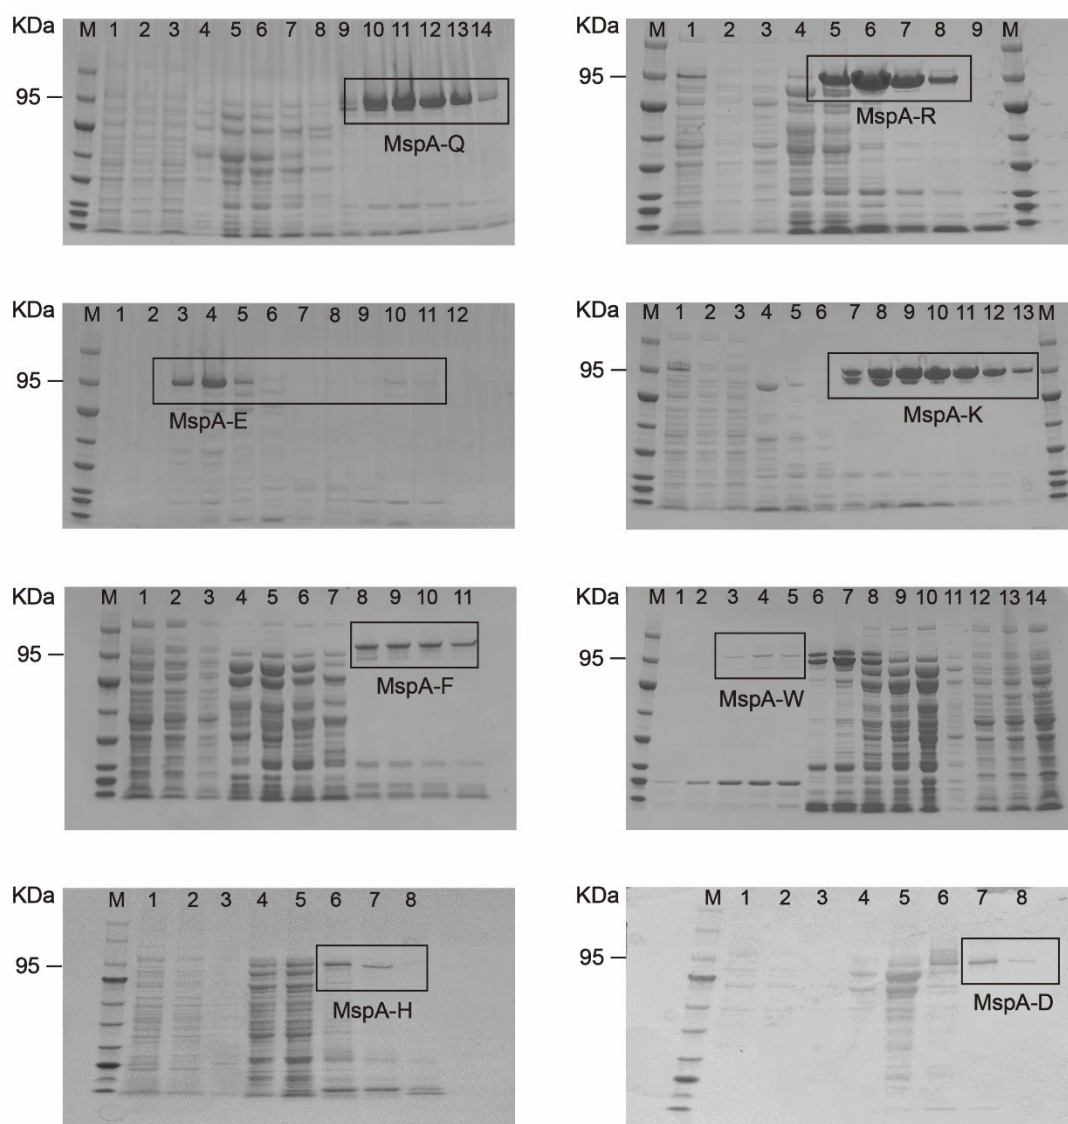 KDa M 1 2 3 4 5 6 7 8 9 10 11 12 13 14
95
MspA-Q
KDa M 1 2 3 4 5 6 7 8 9 M
95
MspA-R
KDa M 1 2 3 4 5 6 7 8 9 10 11 12
95
MspA-E
KDa M 1 2 3 4 5 6 7 8 9 10 11 12 13 M
95
MspA-K
KDa M 1 2 3 4 5 6 7 8 9 10 11
95
MspA-F
KDa M 1 2 3 4 5 6 7 8 9 10 11 12 13 14
95
MspA-W
KDa M 1 2 3 4 5 6 7 8
95
MspA-H
KDa M 1 2 3 4 5 6 7 8
95
MspA-D